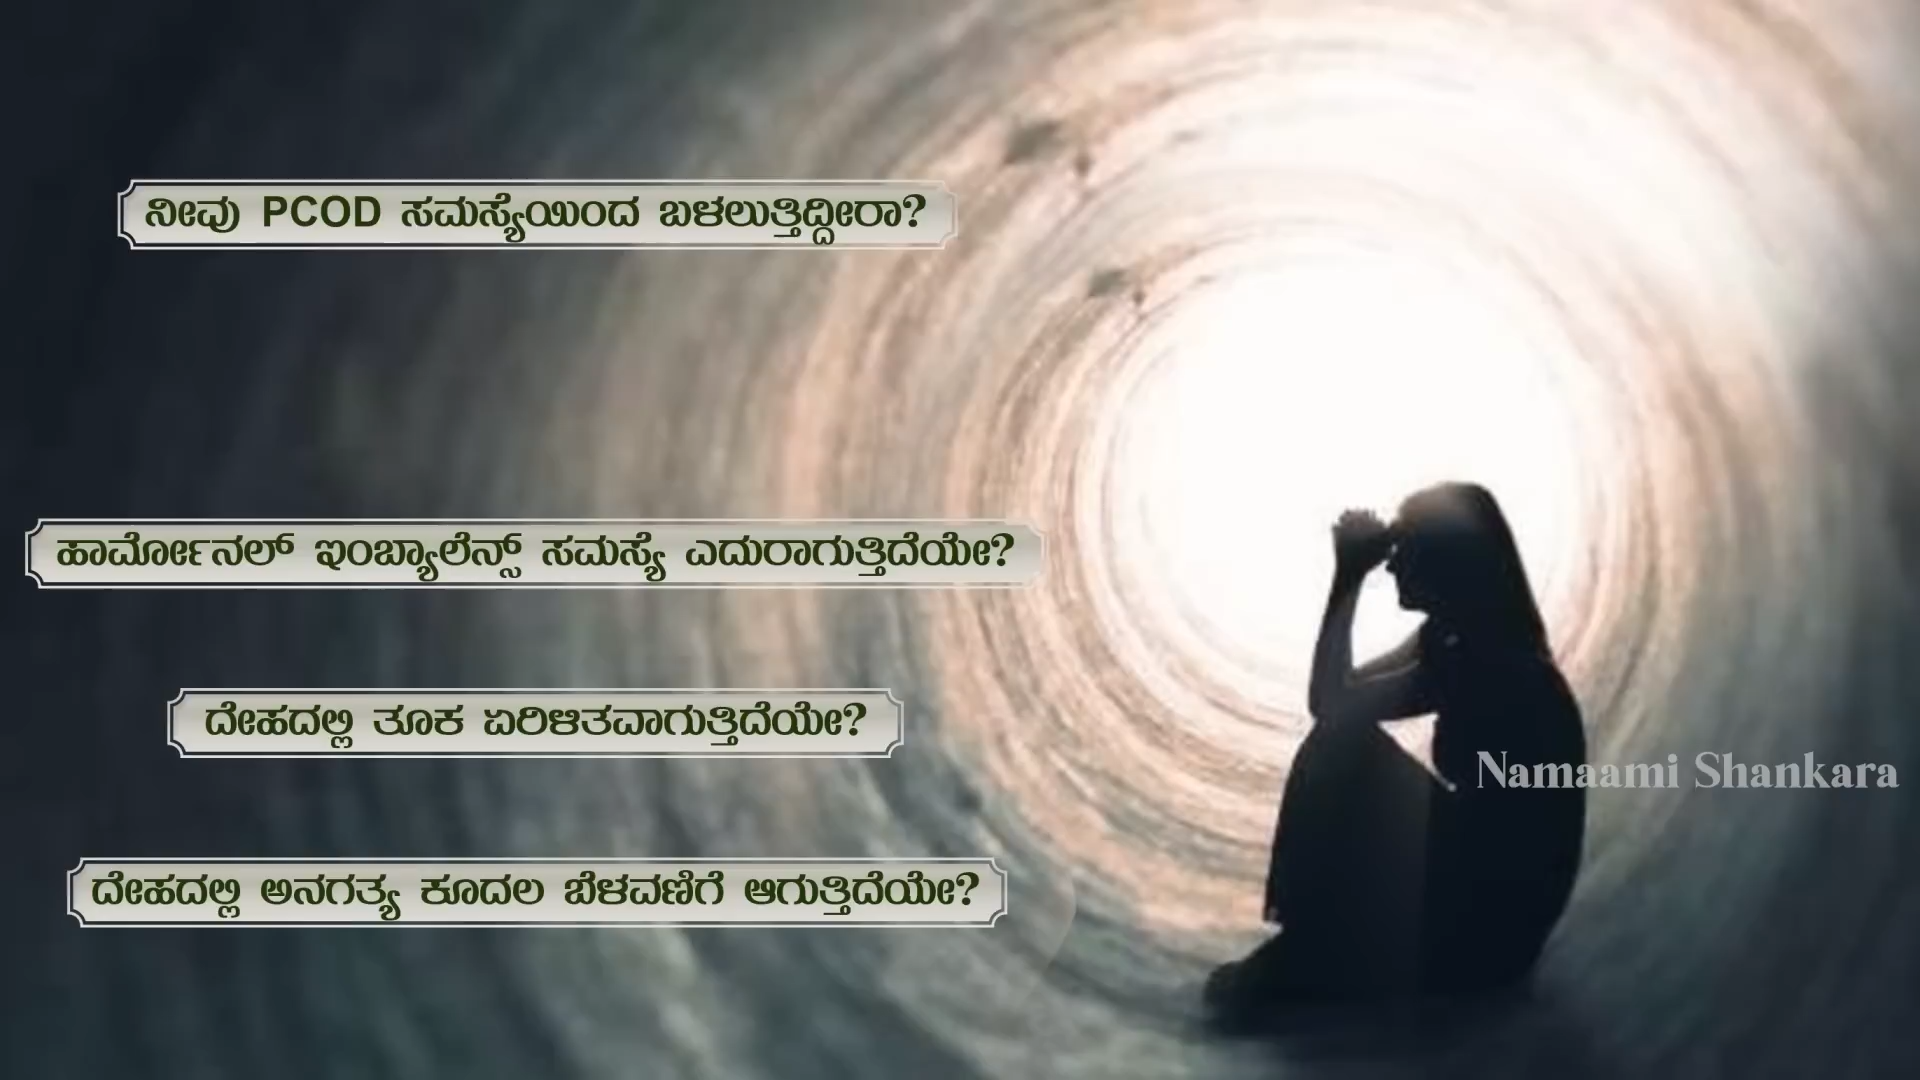 ನೀವು PCOD ಸಮಸ್ಯೆಯಿಂದ ಬಳಲುತ್ತಿದ್ದೀರಾ?
ಹಾರ್ಮೋನಲ್ ಇಂಬ್ಯಾಲೆನ್ಸ್ ಸಮಸ್ಯೆ ಎದುರಾಗುತ್ತಿದೆಯೇ?
ದೇಹದಲ್ಲಿ ತೂಕ ಏರಿಳಿತವಾಗುತ್ತಿದೆಯೇ?
Namaami Shankara
ದೇಹದಲ್ಲಿ ಅನಗತ್ಯ ಕೂದಲ ಬೆಳವಣಿಗೆ ಆಗುತ್ತಿದೆಯೇ?